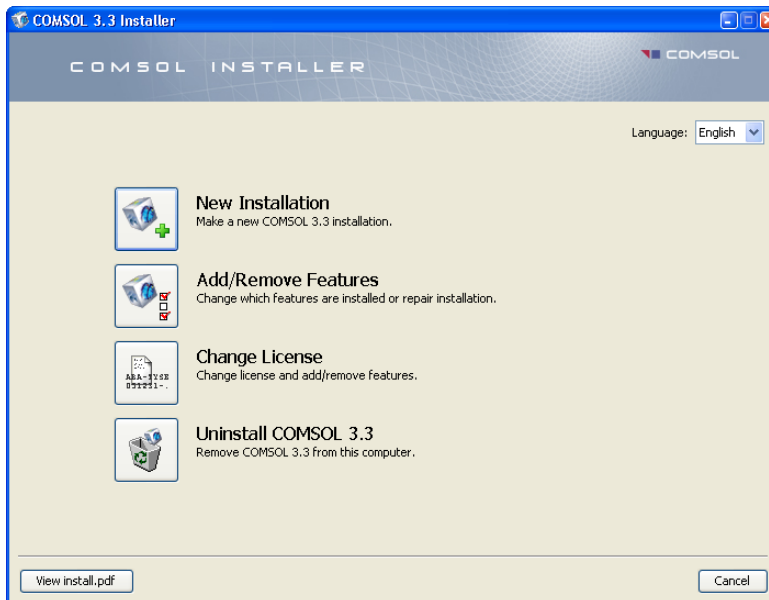 COMSOL 3.3 Installer
COMSOL INSTALLER
COMSOL
Language: English
New Installation
Make a new COMSOL 3.3 installation.
Add/Remove Features
Change which features are installed or repair installation.
Change License
Change license and add/remove features.
Uninstall COMSOL 3.3
Remove COMSOL 3.3 from this computer.
View install.pdf
Cancel